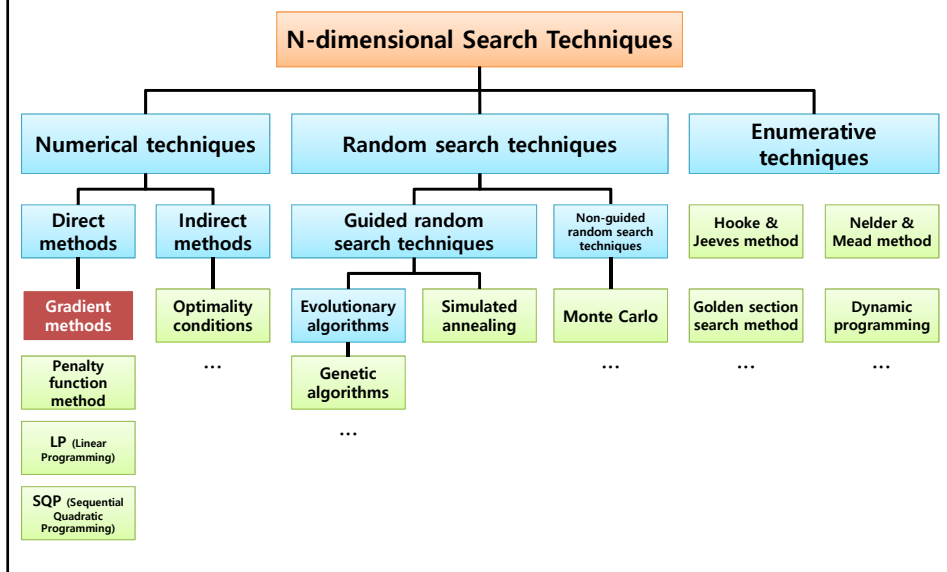 N-dimensional Search Techniques
Numerical techniques
Random search techniques
Enumerative
techniques
Direct
methods
Indirect
methods
Guided random
search techniques
Non-guided
random search
techniques
Hooke &
Jeeves method
Nelder &
Mead method
Gradient
methods
Optimality
conditions
Evolutionary
algorithms
Simulated
annealing
Monte Carlo
Golden section
search method
Dynamic
programming
...
...
...
...
Penalty
function
method
Genetic
algorithms
...
LP (Linear
Programming)
SQP (Sequential
Quadratic
Programming)